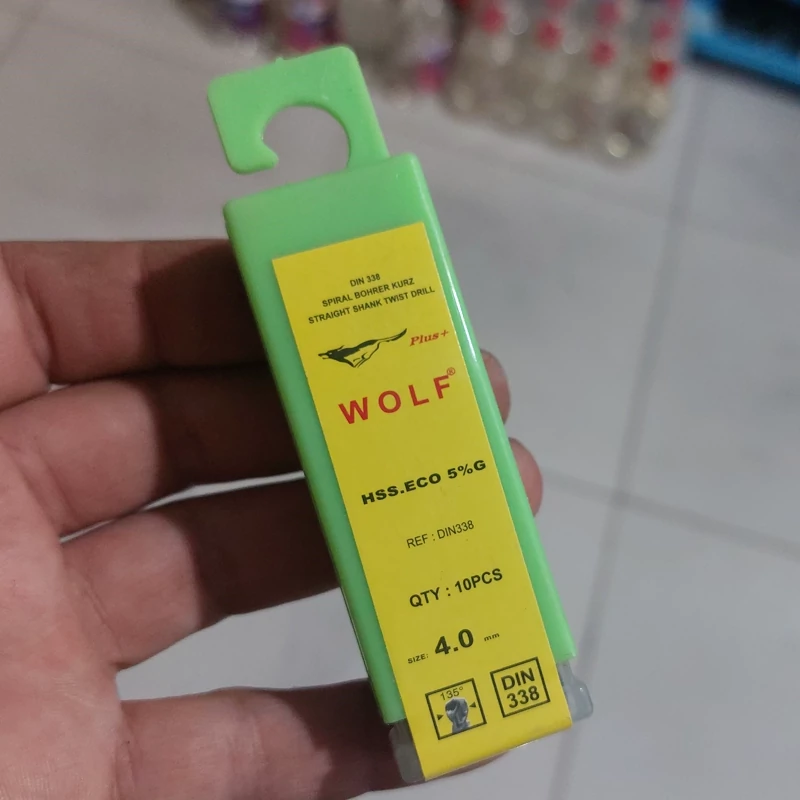 DIN 338
SPIRAL BOHRER KURZ
STRAIGHT SHANK TWIST DRILL
Plus+
WOLF®
HSS.ECO 5%G
REF : DIN338
QTY : 10PCS
SIZE: 4.0 mm
135°
DIN
338